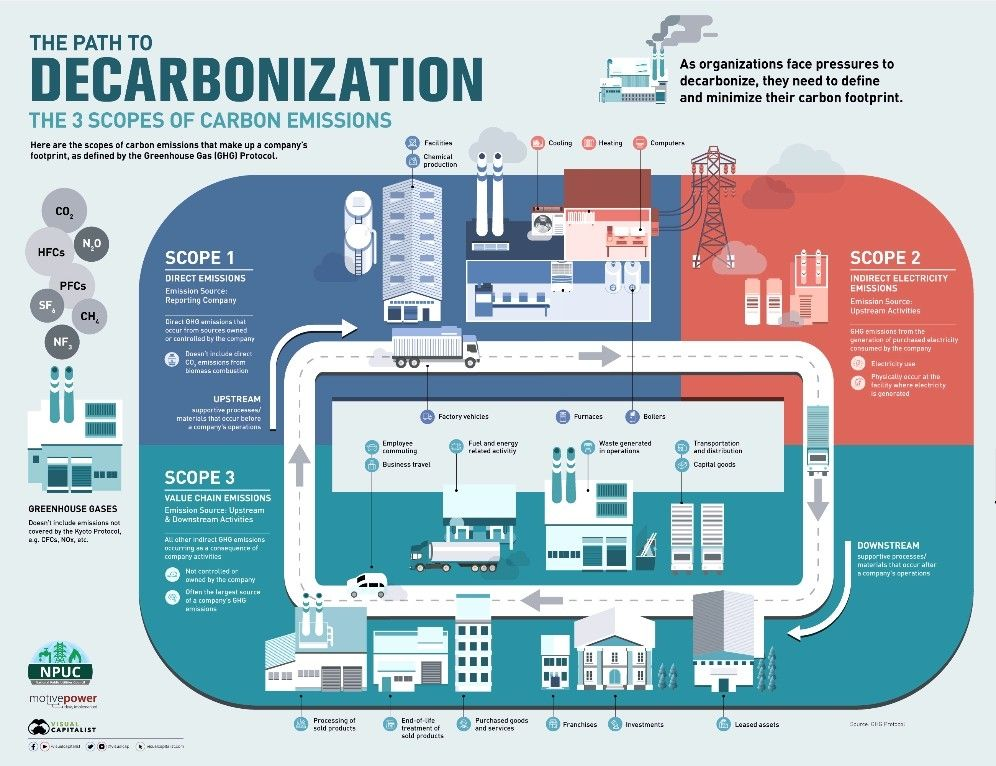 THE PATH TO
DECARBONIZATION
THE 3 SCOPES OF CARBON EMISSIONS
Here are the scopes of carbon emissions that make up a company's
footprint, as defined by the Greenhouse Gas (GHG) Protocol.
As organizations face pressures to
decarbonize, they need to define
and minimize their carbon footprint.
Facilities
Chemical
production
Cooling
Heating
Computers
CO2
N2O
HFCs
PFCs
SF6
CH4
NF3
GREENHOUSE GASES
Doesn't include emissions not
covered by the Kyoto Protocol,
e.g. CFCs, NOx, etc.
SCOPE 1
DIRECT EMISSIONS
Emission Source:
Reporting Company
Direct GHG emissions that
occur from sources owned
or controlled by the company
Doesn't include direct
CO2 emissions from
biomass combustion
UPSTREAM
supportive processes/
materials that occur before
a company's operations
SCOPE 2
INDIRECT ELECTRICITY
EMISSIONS
Emission Source:
Upstream Activities
GHG emissions from the
generation of purchased electricity
consumed by the company
Electricity use
Physically occur at the
facility where electricity
is generated
Factory vehicles
Furnaces
Boilers
Employee
commuting
Business travel
Fuel and energy
related activitiy
Waste generated
in operations
Transportation
and distribution
Capital goods
SCOPE 3
VALUE CHAIN EMISSIONS
Emission Source: Upstream
& Downstream Activities
All other indirect GHG emissions
occurring as a consequence of
company activities
Not controlled or
owned by the company
Often the largest source
of a company's GHG
emissions
DOWNSTREAM
supportive processes/
materials that occur after
a company's operations
Processing of
sold products
End-of-life
treatment of
sold products
Purchased goods
and services
Franchises
Investments
Leased assets
Source: GHG Protocol
NPUC
motivepower
VISUAL
CAPITALIST
/visualcapitalist
@visualcap
visualcapitalist.com